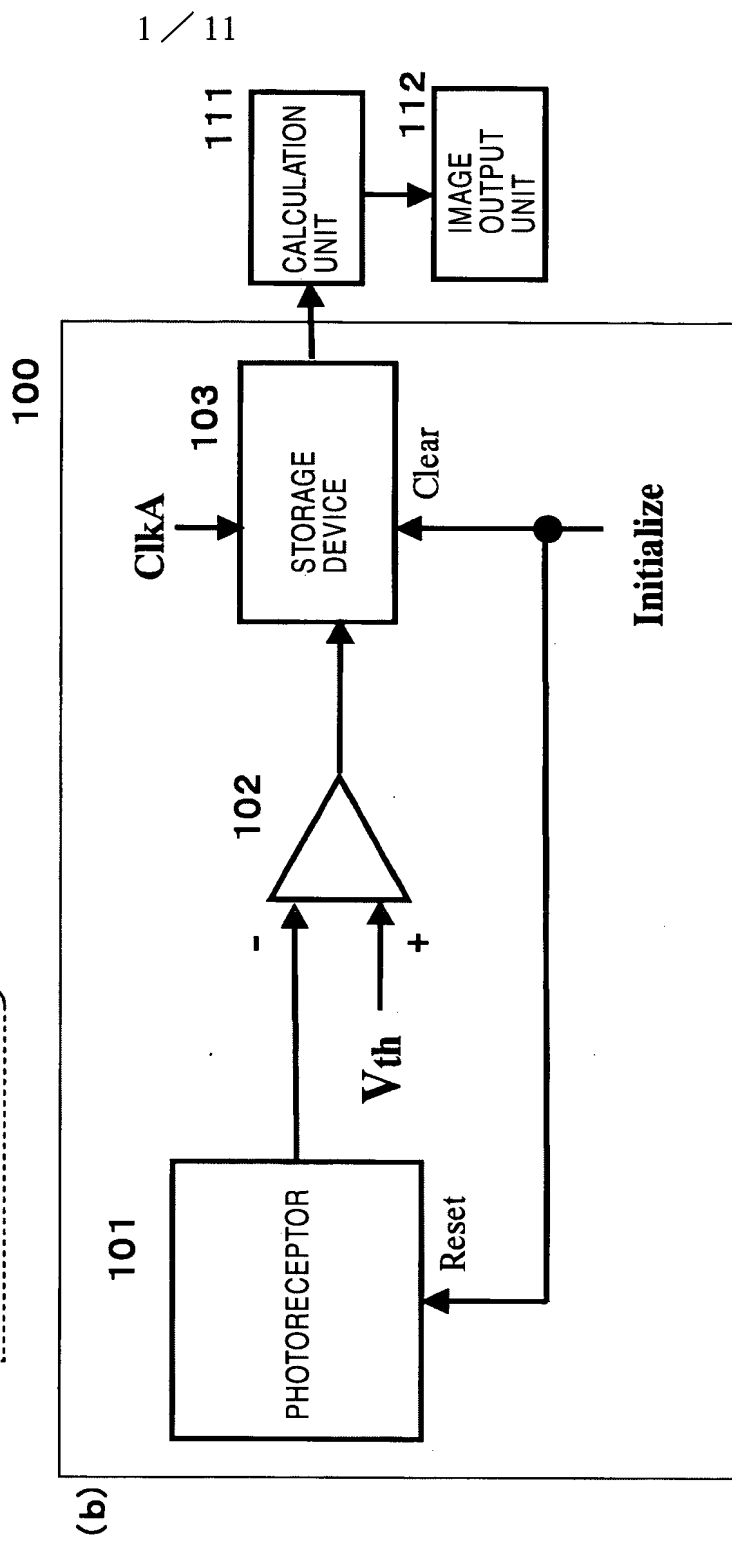 1／11
(b)
100
101
PHOTORECEPTOR
Reset
102
-
+
Vth
ClkA
103
STORAGE
DEVICE
Clear
Initialize
111
CALCULATION
UNIT
112
IMAGE
OUTPUT
UNIT